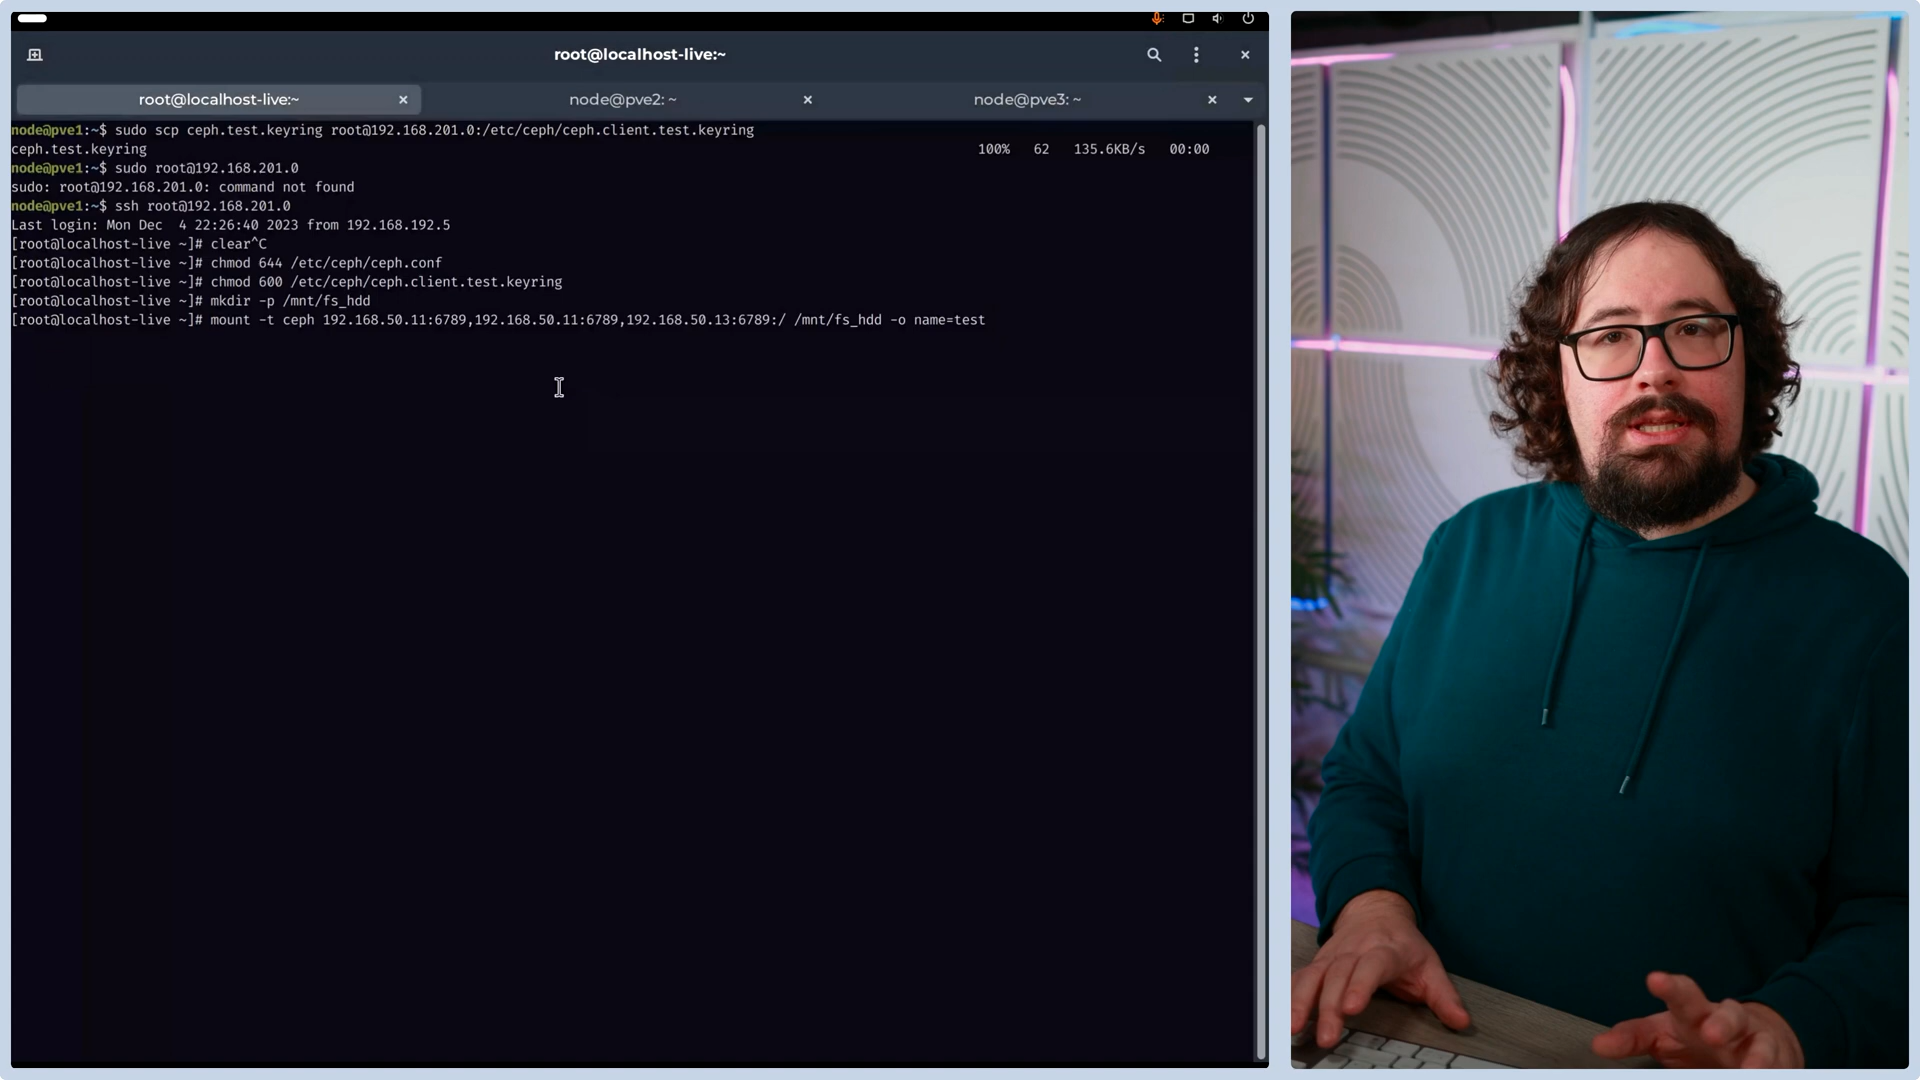 root@localhost-live:~
root@localhost-live:~
node@pve2: ~
node@pve3: ~
node@pve1:~$ sudo scp ceph.test.keyring root@192.168.201.0:/etc/ceph/ceph.client.test.keyring
ceph.test.keyring 100% 62 135.6KB/s 00:00
node@pve1:~$ sudo root@192.168.201.0
sudo: root@192.168.201.0: command not found
node@pve1:~$ ssh root@192.168.201.0
Last login: Mon Dec  4 22:26:40 2023 from 192.168.192.5
[root@localhost-live ~]# clear^C
[root@localhost-live ~]# chmod 644 /etc/ceph/ceph.conf
[root@localhost-live ~]# chmod 600 /etc/ceph/ceph.client.test.keyring
[root@localhost-live ~]# mkdir -p /mnt/fs_hdd
[root@localhost-live ~]# mount -t ceph 192.168.50.11:6789,192.168.50.11:6789,192.168.50.13:6789:/ /mnt/fs_hdd -o name=test